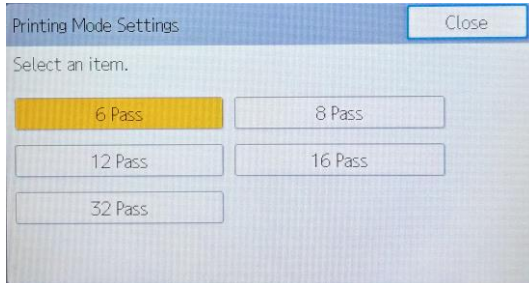 Printing Mode Settings
Close
Select an item.
6 Pass
8 Pass
12 Pass
16 Pass
32 Pass